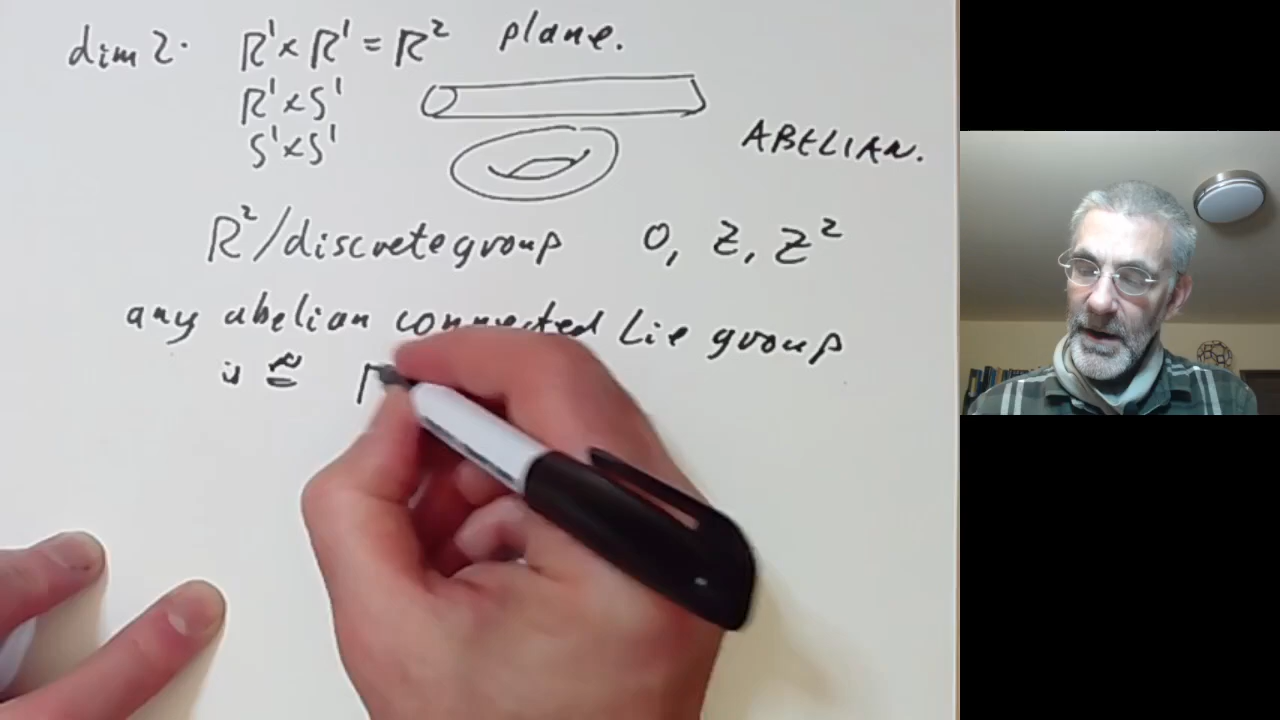 dim 2. R¹×R¹ = R² plane.
R¹×S¹
S¹×S¹ ABELIAN.
R²/discrete group 0, Z, Z²
any abelian connected Lie group
is ≅